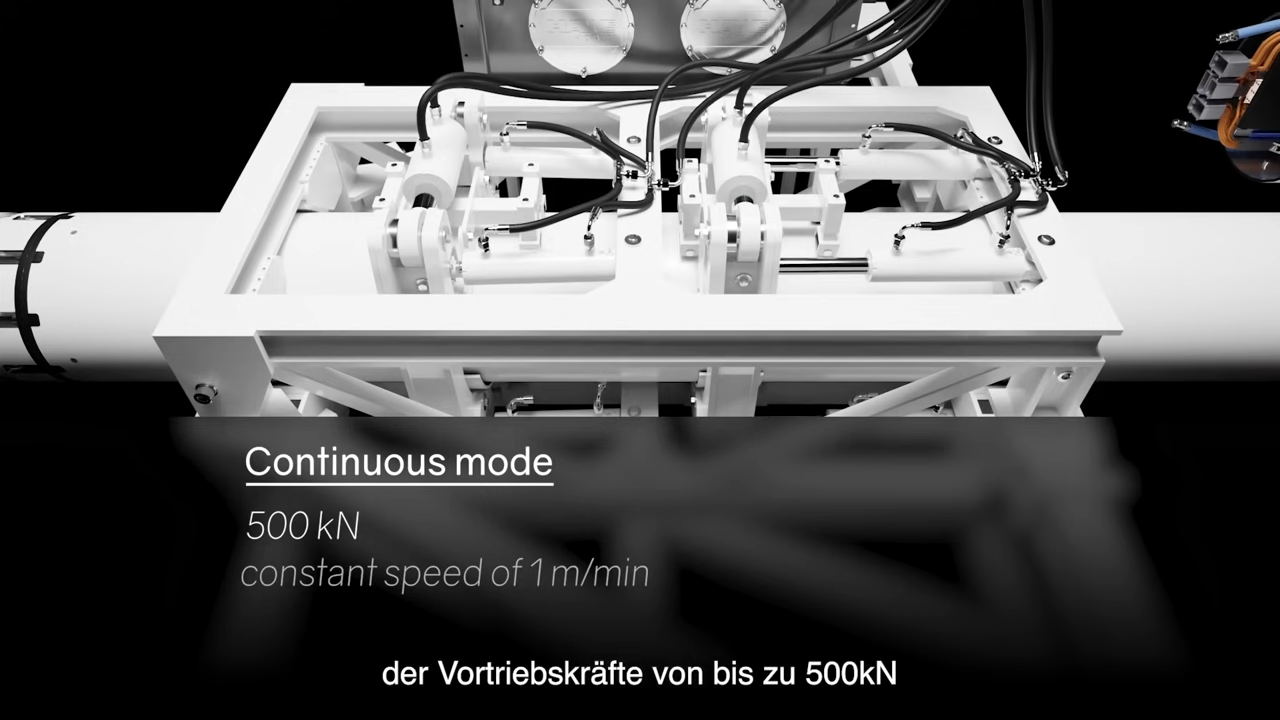 Continuous mode
500 kN
constant speed of 1 m/min
der Vortriebskräfte von bis zu 500kN